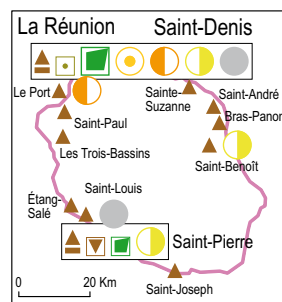 La Réunion Saint-Denis
Le Port
Sainte-
Suzanne
Saint-André
Bras-Panon
Saint-Paul
Les Trois-Bassins
Saint-Benoît
Saint-Louis
Étang-
Salé
Saint-Pierre
Saint-Joseph
0 20 Km